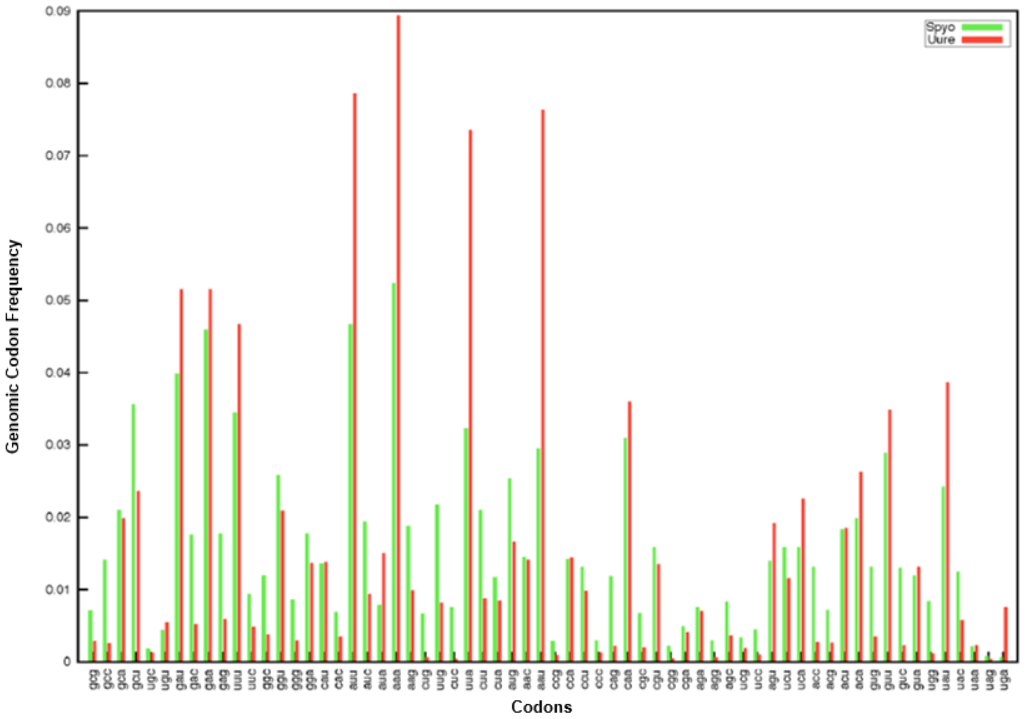 0.09
0.08
0.07
0.06
0.05
0.04
0.03
0.02
0.01
0
Genomic Codon Frequency
Spyo
Uure
gcg gcc gca gcu ugc ugu gau gac gaa gag uuu uuc ggc ggu ggg gga cau cac auu auc aua aaa aag cug uug cuc uua cuu cua aug aac aau ccg cca ccu ccc cag caa cgc cgu cgg cga aga agg agc ucg ucc agu ucu uca acc acg acu aca gug guu guc gua ugg uau uac uaa uag uga
Codons